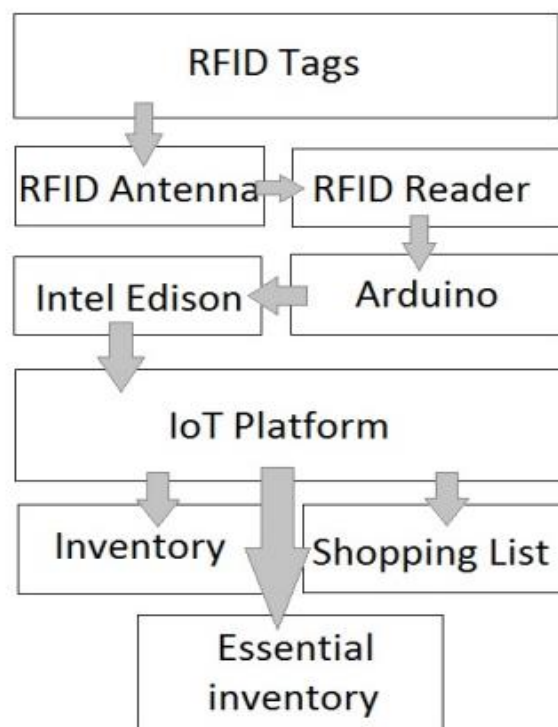 RFID Tags
RFID Antenna
RFID Reader
Intel Edison
Arduino
IoT Platform
Inventory
Shopping List
Essential
inventory